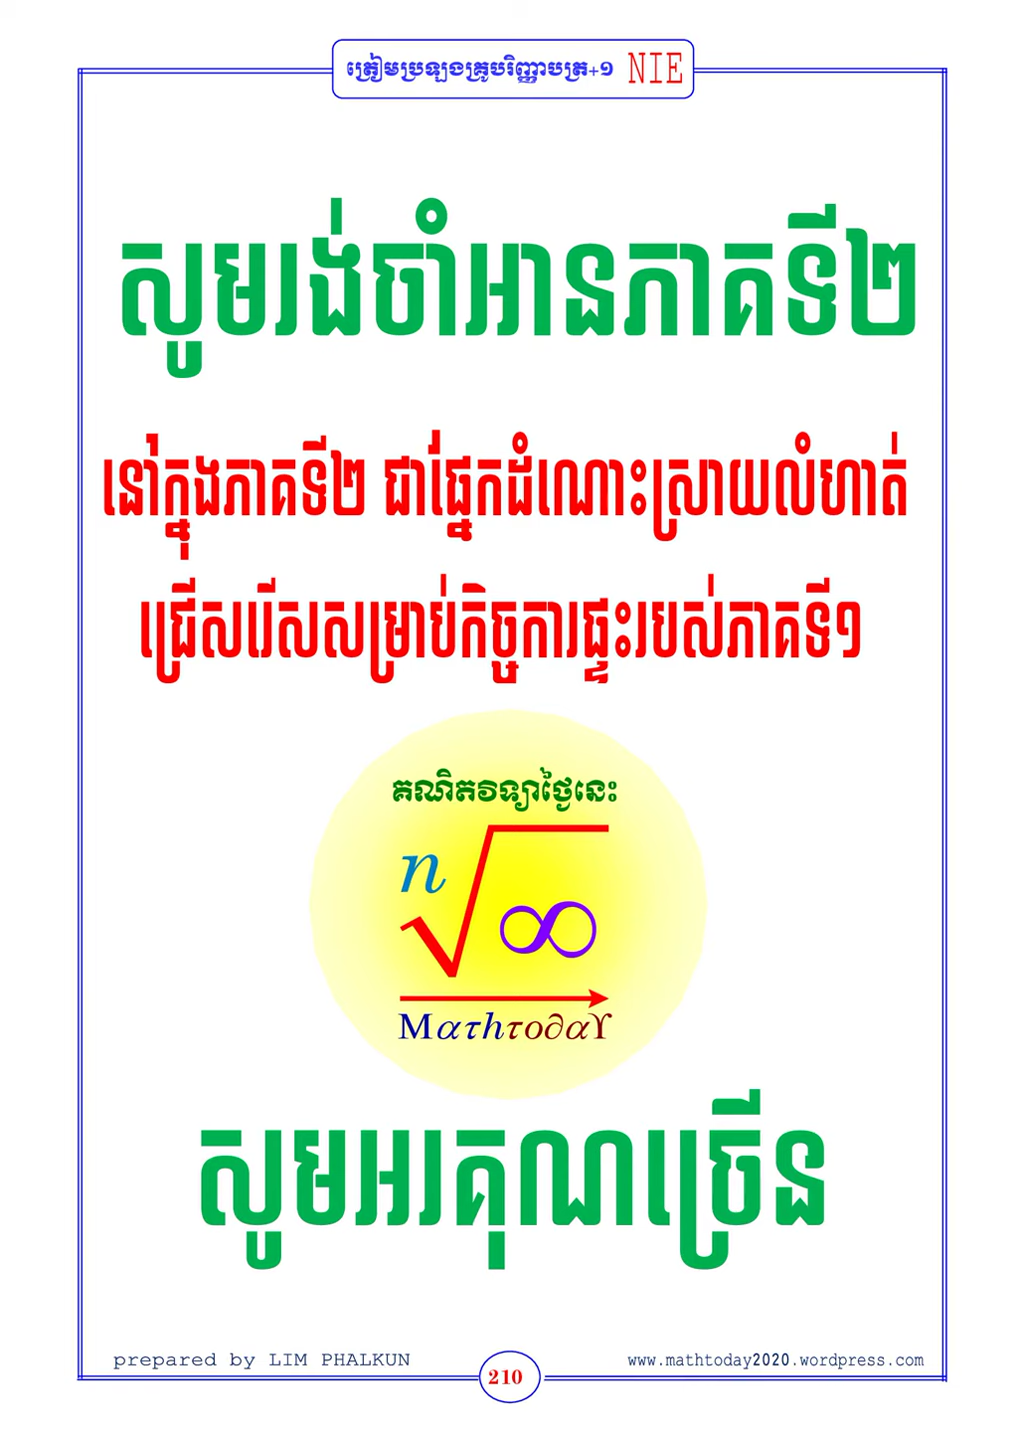 ត្រៀមប្រឡងគ្រូបរិញ្ញាបត្រ+១ NIE
សូមរង់ចាំអានភាគទី២
នៅក្នុងភាគទី២ ជាផ្នែកដំណោះស្រាយលំហាត់
ជ្រើសរើសសម្រាប់កិច្ចការផ្ទះរបស់ភាគទី១
គណិតវិទ្យាថ្ងៃនេះ
n√∞
Mατhτo∂αϒ
សូមអរគុណច្រើន
prepared by LIM PHALKUN
www.mathtoday2020.wordpress.com
210